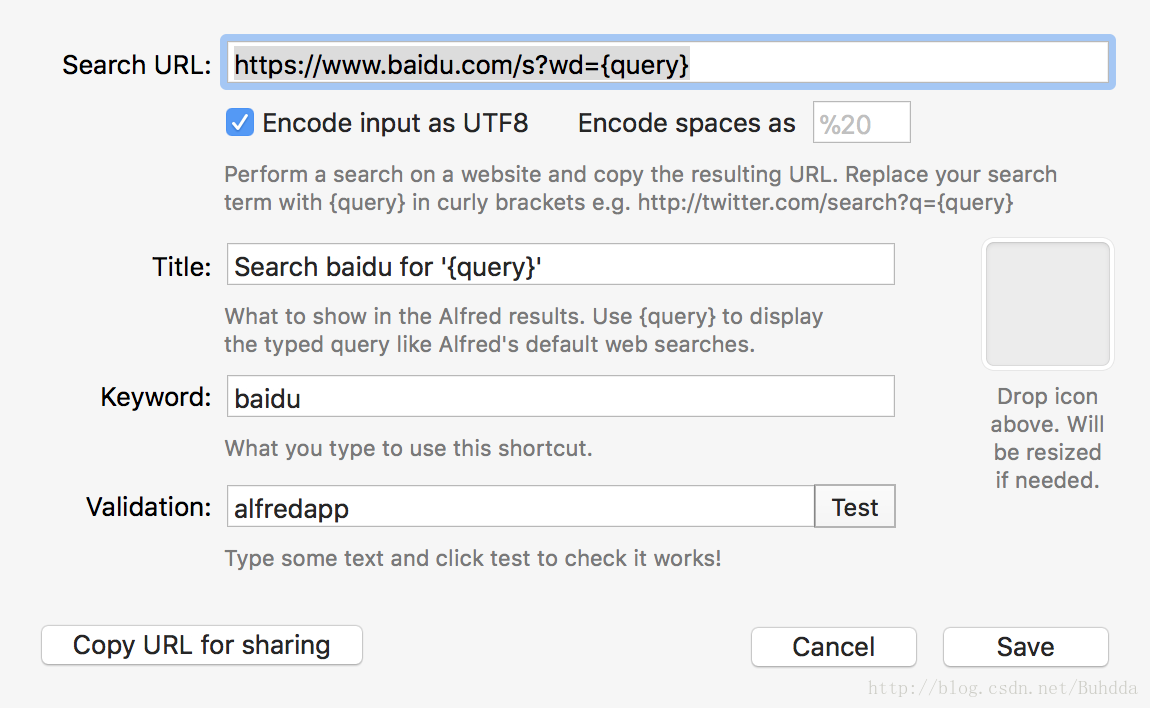 Search URL: https://www.baidu.com/s?wd={query}
Encode input as UTF8 Encode spaces as %20
Perform a search on a website and copy the resulting URL. Replace your search
term with {query} in curly brackets e.g. http://twitter.com/search?q={query}
Title: Search baidu for '{query}'
What to show in the Alfred results. Use {query} to display
the typed query like Alfred's default web searches.
Keyword: baidu
What you type to use this shortcut.
Drop icon
above. Will
be resized
if needed.
Validation: alfredapp Test
Type some text and click test to check it works!
Copy URL for sharing Cancel Save
http://blog.csdn.net/Buhdda